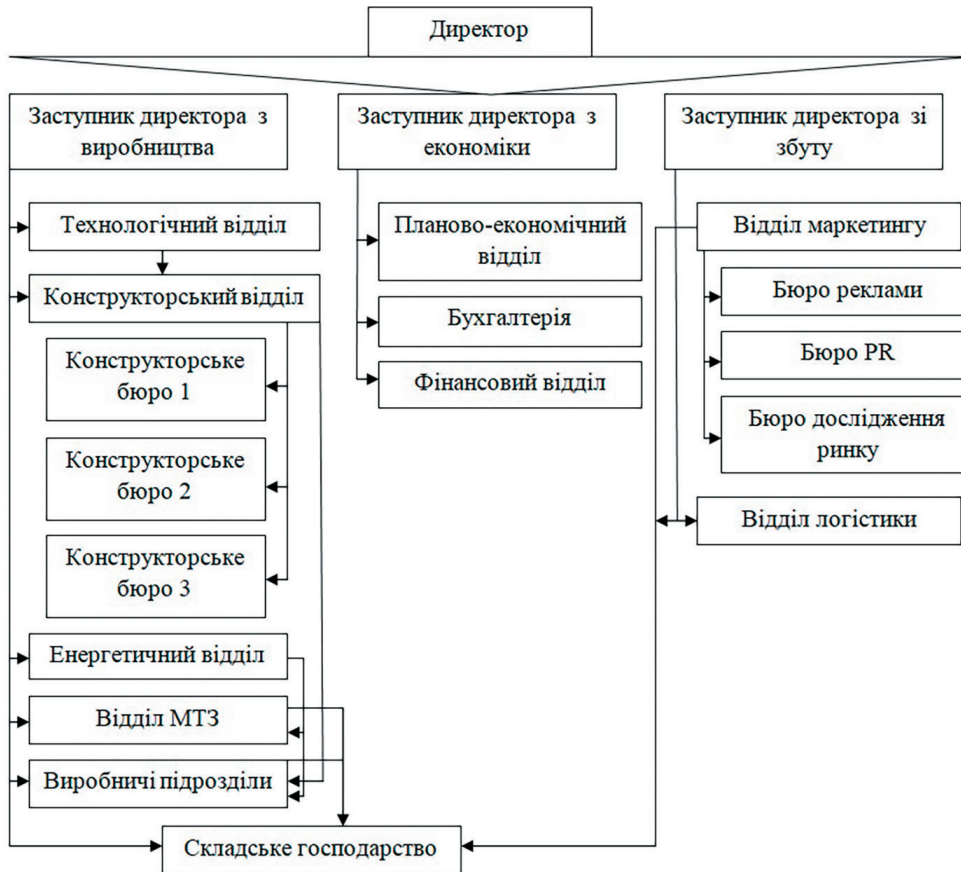 Директор
Заступник директора з
виробництва
Заступник директора з
економіки
Заступник директора зі
збуту
Технологічний відділ
Конструкторський відділ
Конструкторське
бюро 1
Конструкторське
бюро 2
Конструкторське
бюро 3
Енергетичний відділ
Відділ МТЗ
Виробничі підрозділи
Складське господарство
Планово-економічний
відділ
Бухгалтерія
Фінансовий відділ
Відділ маркетингу
Бюро реклами
Бюро PR
Бюро дослідження
ринку
Відділ логістики